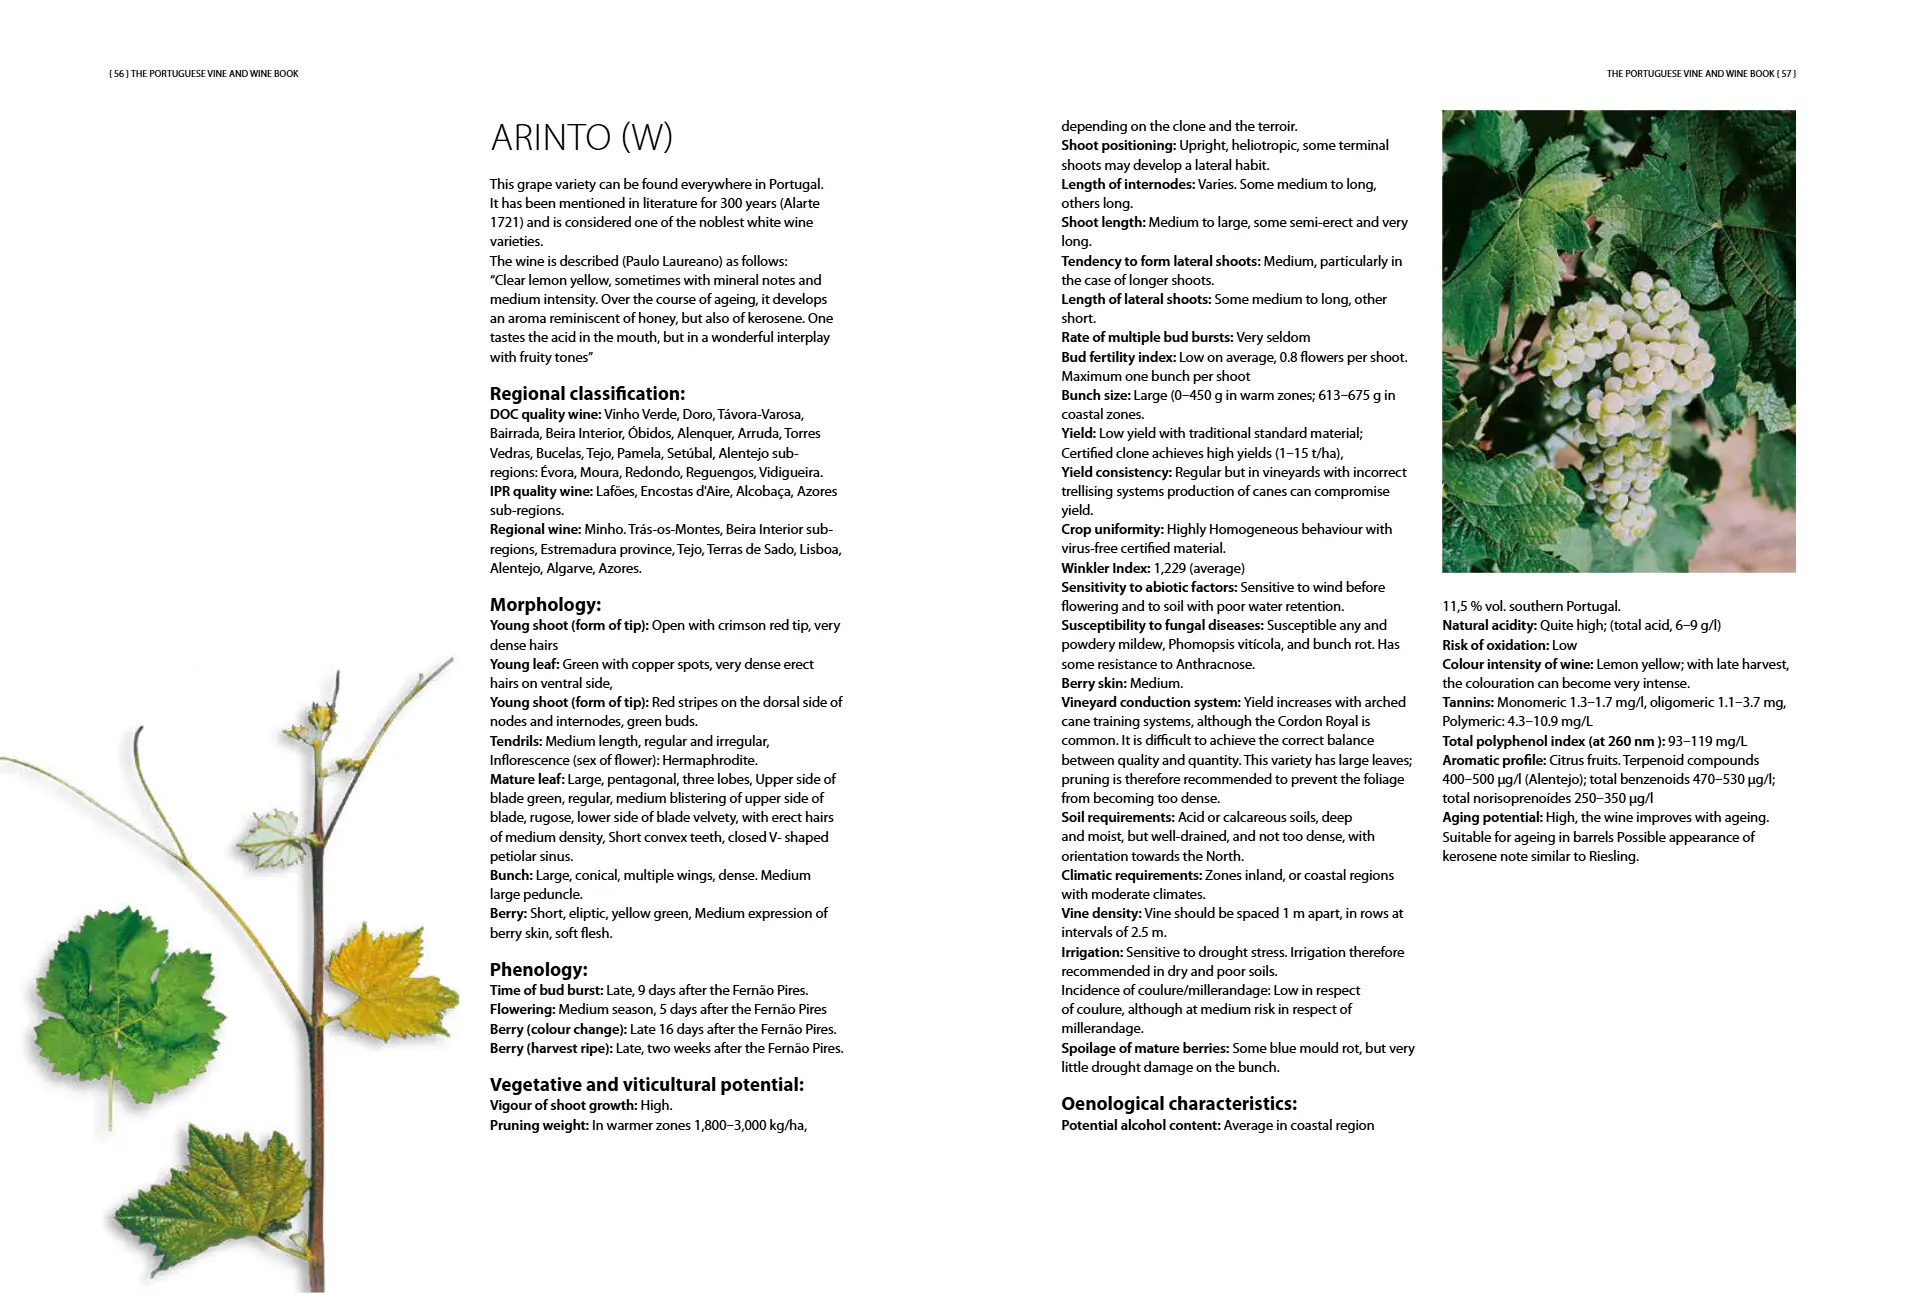 { 56 } THE PORTUGUESE VINE AND WINE BOOK
ARINTO (W)
This grape variety can be found everywhere in Portugal.
It has been mentioned in literature for 300 years (Alarte
1721) and is considered one of the noblest white wine
varieties.
The wine is described (Paulo Laureano) as follows:
“Clear lemon yellow, sometimes with mineral notes and
medium intensity. Over the course of ageing, it develops
an aroma reminiscent of honey, but also of kerosene. One
tastes the acid in the mouth, but in a wonderful interplay
with fruity tones”
Regional classification:
DOC quality wine: Vinho Verde, Doro, Távora-Varosa,
Bairrada, Beira Interior, Óbidos, Alenquer, Arruda, Torres
Vedras, Bucelas, Tejo, Pamela, Setúbal, Alentejo sub-
regions: Évora, Moura, Redondo, Reguengos, Vidigueira.
IPR quality wine: Lafões, Encostas d'Aire, Alcobaça, Azores
sub-regions.
Regional wine: Minho. Trás-os-Montes, Beira Interior sub-
regions, Estremadura province, Tejo, Terras de Sado, Lisboa,
Alentejo, Algarve, Azores.
Morphology:
Young shoot (form of tip): Open with crimson red tip, very
dense hairs
Young leaf: Green with copper spots, very dense erect
hairs on ventral side,
Young shoot (form of tip): Red stripes on the dorsal side of
nodes and internodes, green buds.
Tendrils: Medium length, regular and irregular,
Inflorescence (sex of flower): Hermaphrodite.
Mature leaf: Large, pentagonal, three lobes, Upper side of
blade green, regular, medium blistering of upper side of
blade, rugose, lower side of blade velvety, with erect hairs
of medium density, Short convex teeth, closed V- shaped
petiolar sinus.
Bunch: Large, conical, multiple wings, dense. Medium
large peduncle.
Berry: Short, eliptic, yellow green, Medium expression of
berry skin, soft flesh.
Phenology:
Time of bud burst: Late, 9 days after the Fernão Pires.
Flowering: Medium season, 5 days after the Fernão Pires
Berry (colour change): Late 16 days after the Fernão Pires.
Berry (harvest ripe): Late, two weeks after the Fernão Pires.
Vegetative and viticultural potential:
Vigour of shoot growth: High.
Pruning weight: In warmer zones 1,800–3,000 kg/ha,
THE PORTUGUESE VINE AND WINE BOOK { 57 }
depending on the clone and the terroir.
Shoot positioning: Upright, heliotropic, some terminal
shoots may develop a lateral habit.
Length of internodes: Varies. Some medium to long,
others long.
Shoot length: Medium to large, some semi-erect and very
long.
Tendency to form lateral shoots: Medium, particularly in
the case of longer shoots.
Length of lateral shoots: Some medium to long, other
short.
Rate of multiple bud bursts: Very seldom
Bud fertility index: Low on average, 0.8 flowers per shoot.
Maximum one bunch per shoot
Bunch size: Large (0–450 g in warm zones; 613–675 g in
coastal zones.
Yield: Low yield with traditional standard material;
Certified clone achieves high yields (1–15 t/ha),
Yield consistency: Regular but in vineyards with incorrect
trellising systems production of canes can compromise
yield.
Crop uniformity: Highly Homogeneous behaviour with
virus-free certified material.
Winkler Index: 1,229 (average)
Sensitivity to abiotic factors: Sensitive to wind before
flowering and to soil with poor water retention.
Susceptibility to fungal diseases: Susceptible any and
powdery mildew, Phomopsis vitícola, and bunch rot. Has
some resistance to Anthracnose.
Berry skin: Medium.
Vineyard conduction system: Yield increases with arched
cane training systems, although the Cordon Royal is
common. It is difficult to achieve the correct balance
between quality and quantity. This variety has large leaves;
pruning is therefore recommended to prevent the foliage
from becoming too dense.
Soil requirements: Acid or calcareous soils, deep
and moist, but well-drained, and not too dense, with
orientation towards the North.
Climatic requirements: Zones inland, or coastal regions
with moderate climates.
Vine density: Vine should be spaced 1 m apart, in rows at
intervals of 2.5 m.
Irrigation: Sensitive to drought stress. Irrigation therefore
recommended in dry and poor soils.
Incidence of coulure/millerandage: Low in respect
of coulure, although at medium risk in respect of
millerandage.
Spoilage of mature berries: Some blue mould rot, but very
little drought damage on the bunch.
Oenological characteristics:
Potential alcohol content: Average in coastal region
11,5 % vol. southern Portugal.
Natural acidity: Quite high; (total acid, 6–9 g/l)
Risk of oxidation: Low
Colour intensity of wine: Lemon yellow; with late harvest,
the colouration can become very intense.
Tannins: Monomeric 1.3–1.7 mg/l, oligomeric 1.1–3.7 mg,
Polymeric: 4.3–10.9 mg/L
Total polyphenol index (at 260 nm ): 93–119 mg/L
Aromatic profile: Citrus fruits. Terpenoid compounds
400–500 µg/l (Alentejo); total benzenoids 470–530 µg/l;
total norisoprenoídes 250–350 µg/l
Aging potential: High, the wine improves with ageing.
Suitable for ageing in barrels Possible appearance of
kerosene note similar to Riesling.